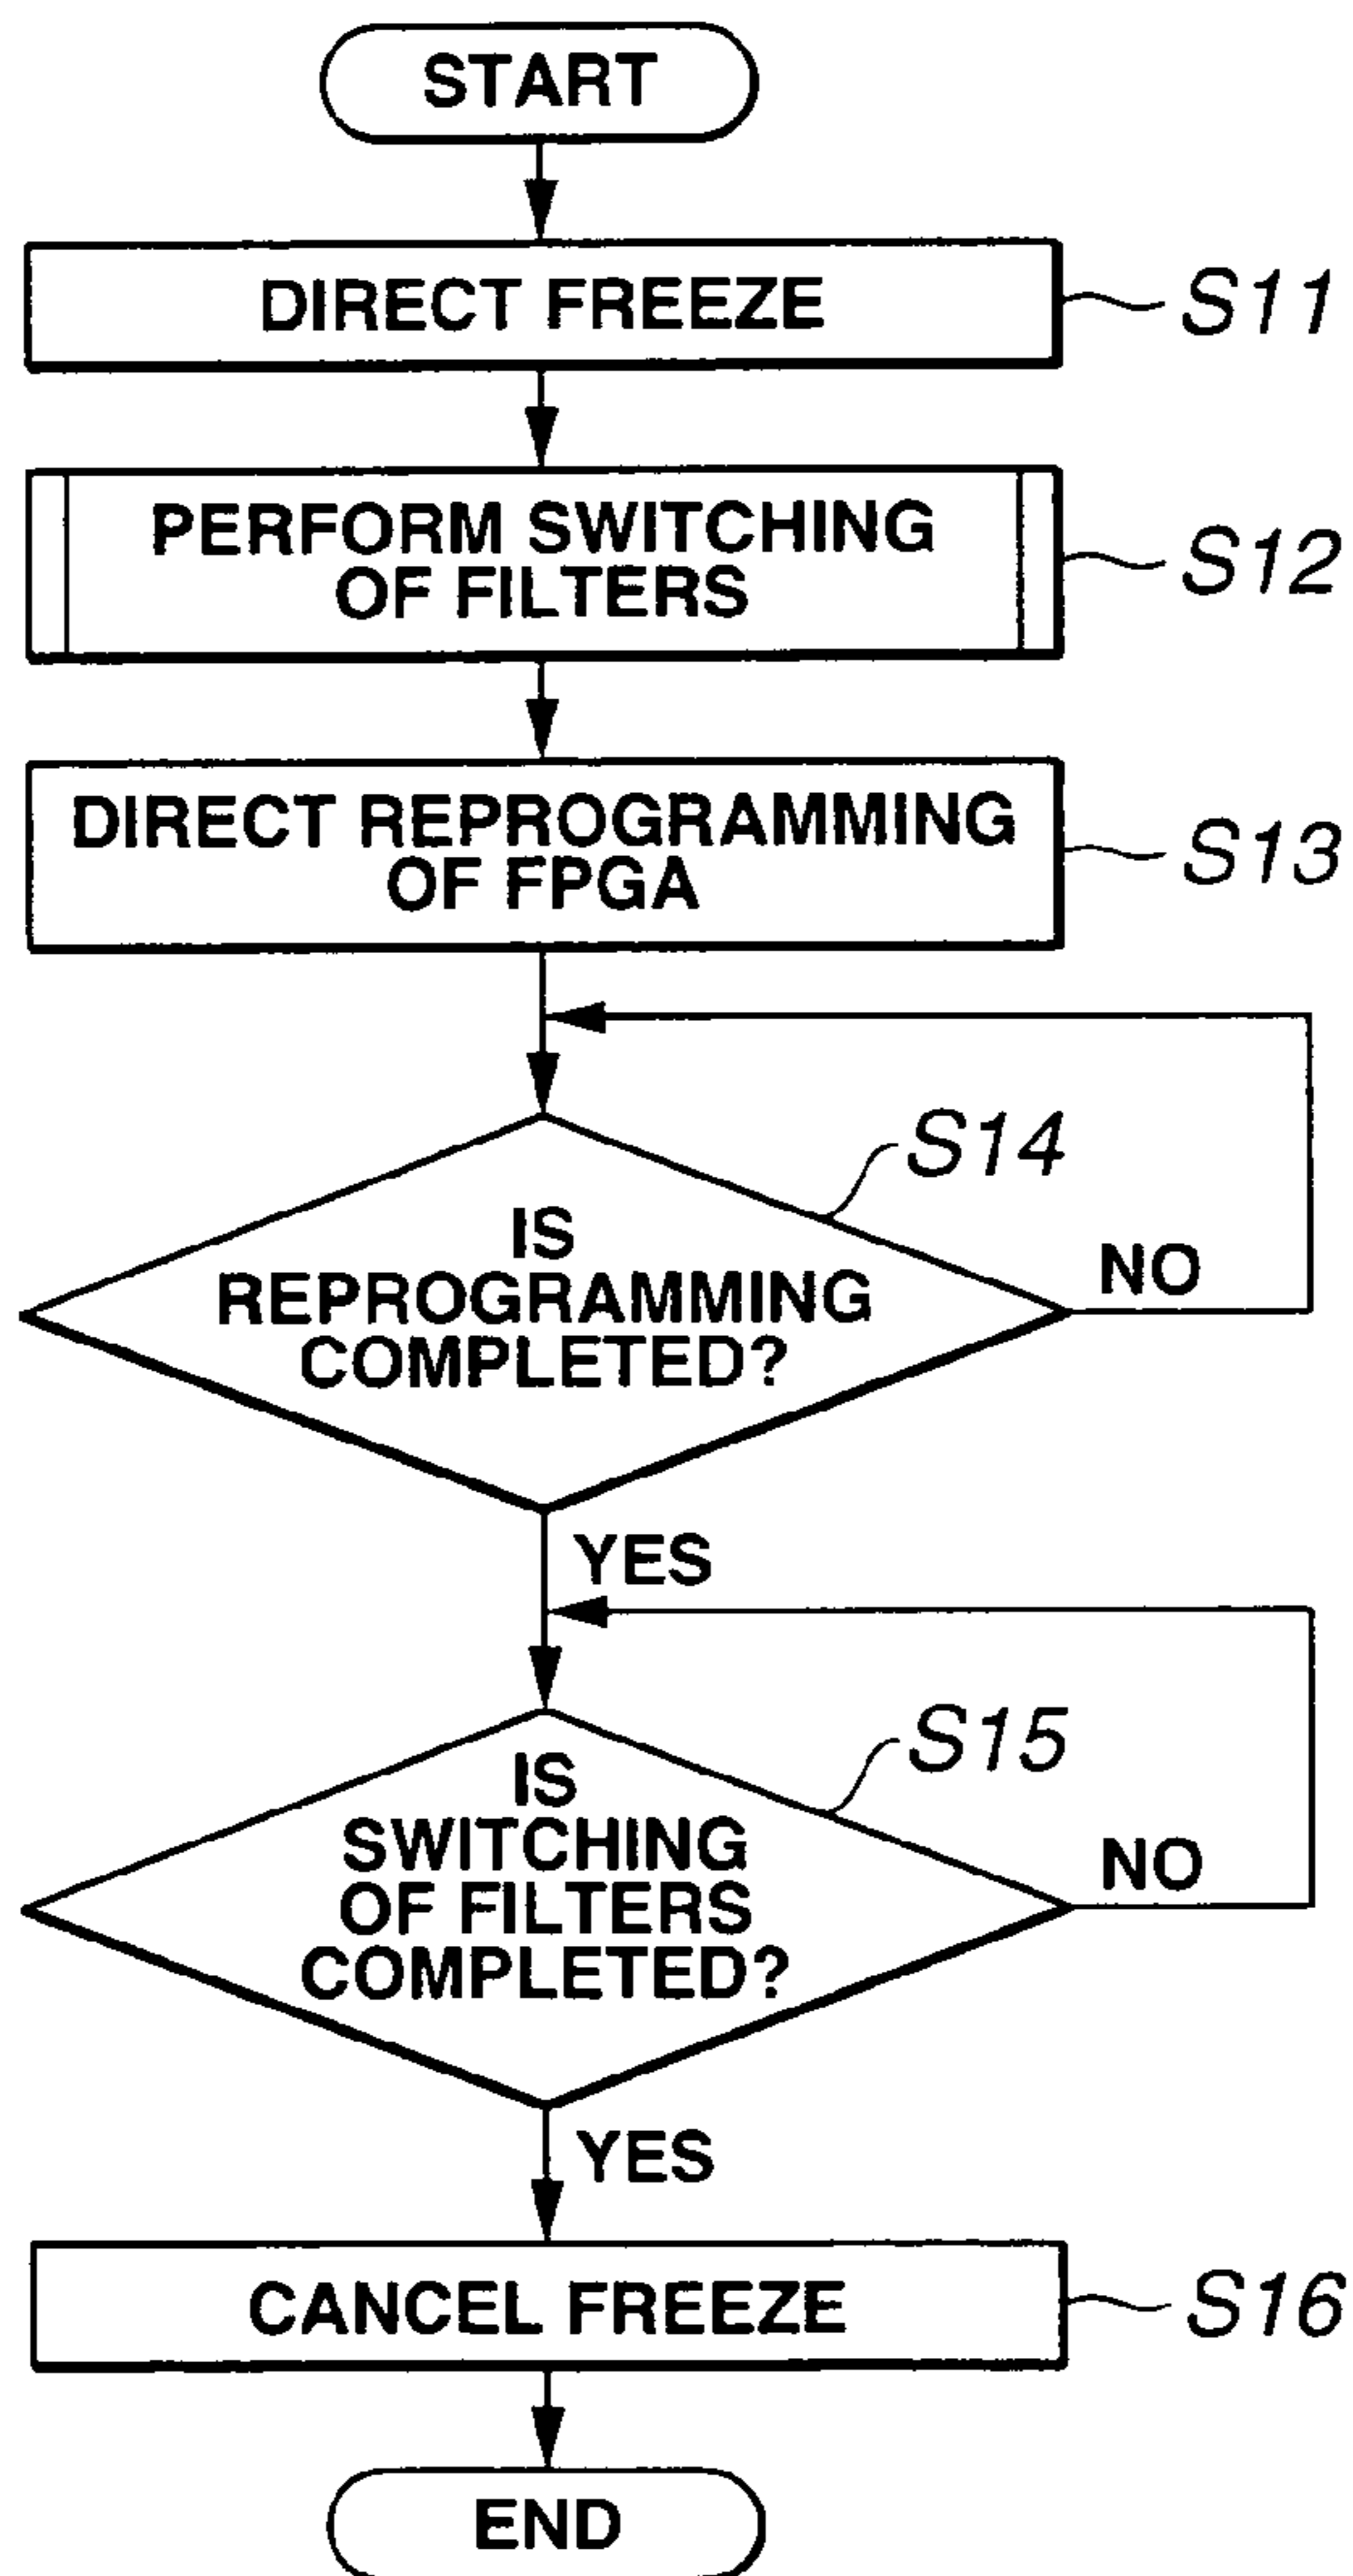 START
DIRECT FREEZE
S11
PERFORM SWITCHING
OF FILTERS
S12
DIRECT REPROGRAMMING
OF FPGA
S13
S14
IS
REPROGRAMMING
COMPLETED?
NO
YES
S15
IS
SWITCHING
OF FILTERS
COMPLETED?
NO
YES
CANCEL FREEZE
S16
END